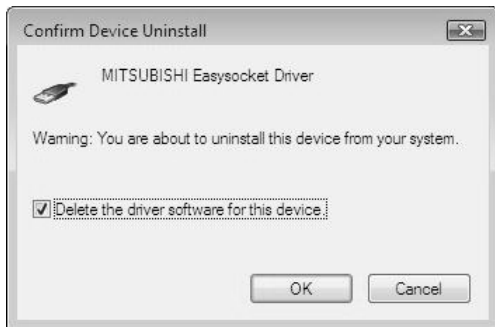 Confirm Device Uninstall
MITSUBISHI Easysocket Driver
Warning: You are about to uninstall this device from your system.
Delete the driver software for this device.
OK Cancel